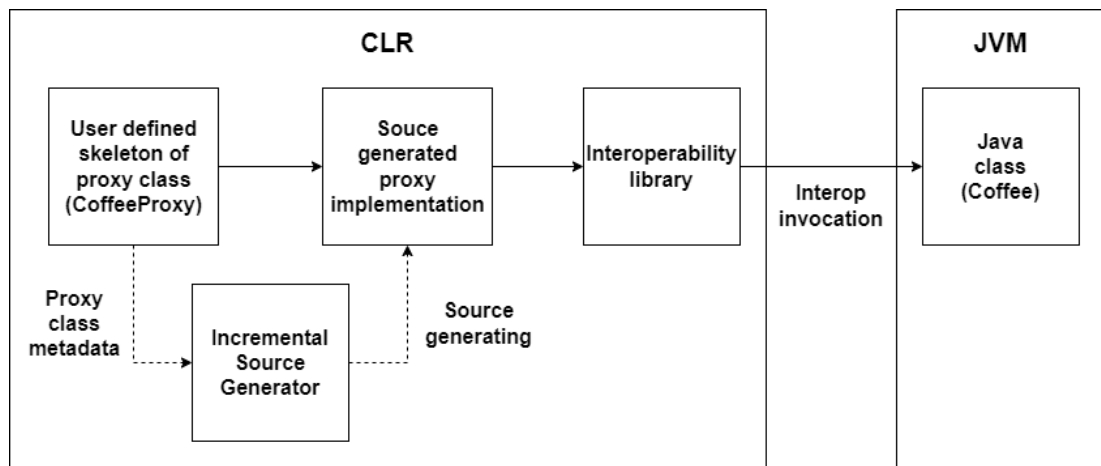 CLR
JVM
User defined
skeleton of
proxy class
(CoffeeProxy)
Souce
generated
proxy
implementation
Interoperability
library
Interop
invocation
Java
class
(Coffee)
Proxy
class
metadata
Incremental
Source
Generator
Source
generating